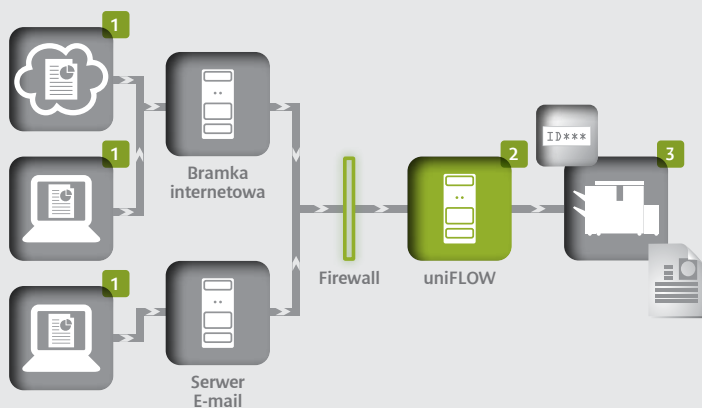 1
1
1
Bramka
internetowa
Serwer
E-mail
Firewall
2
uniFLOW
ID***
3